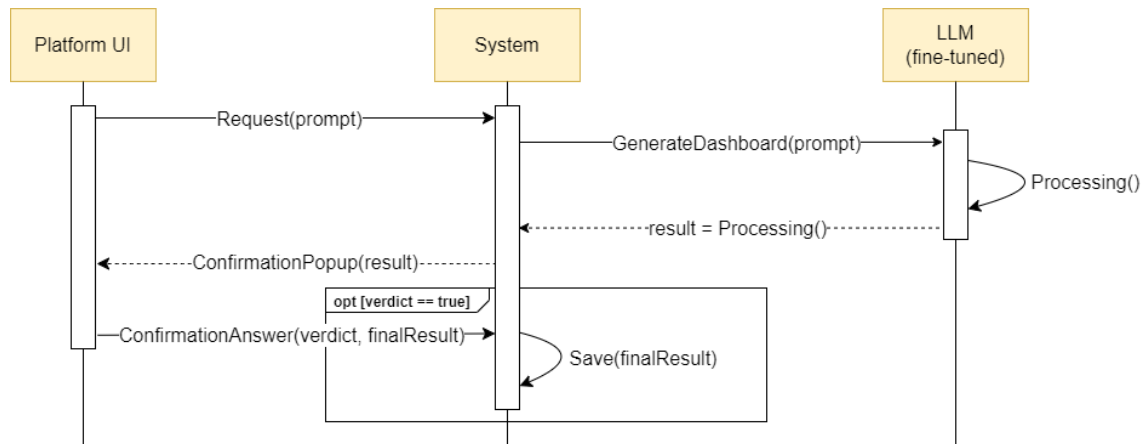 Platform UI
System
LLM
(fine-tuned)
Request(prompt)
GenerateDashboard(prompt)
Processing()
result = Processing()
ConfirmationPopup(result)
opt [verdict == true]
ConfirmationAnswer(verdict, finalResult)
Save(finalResult)